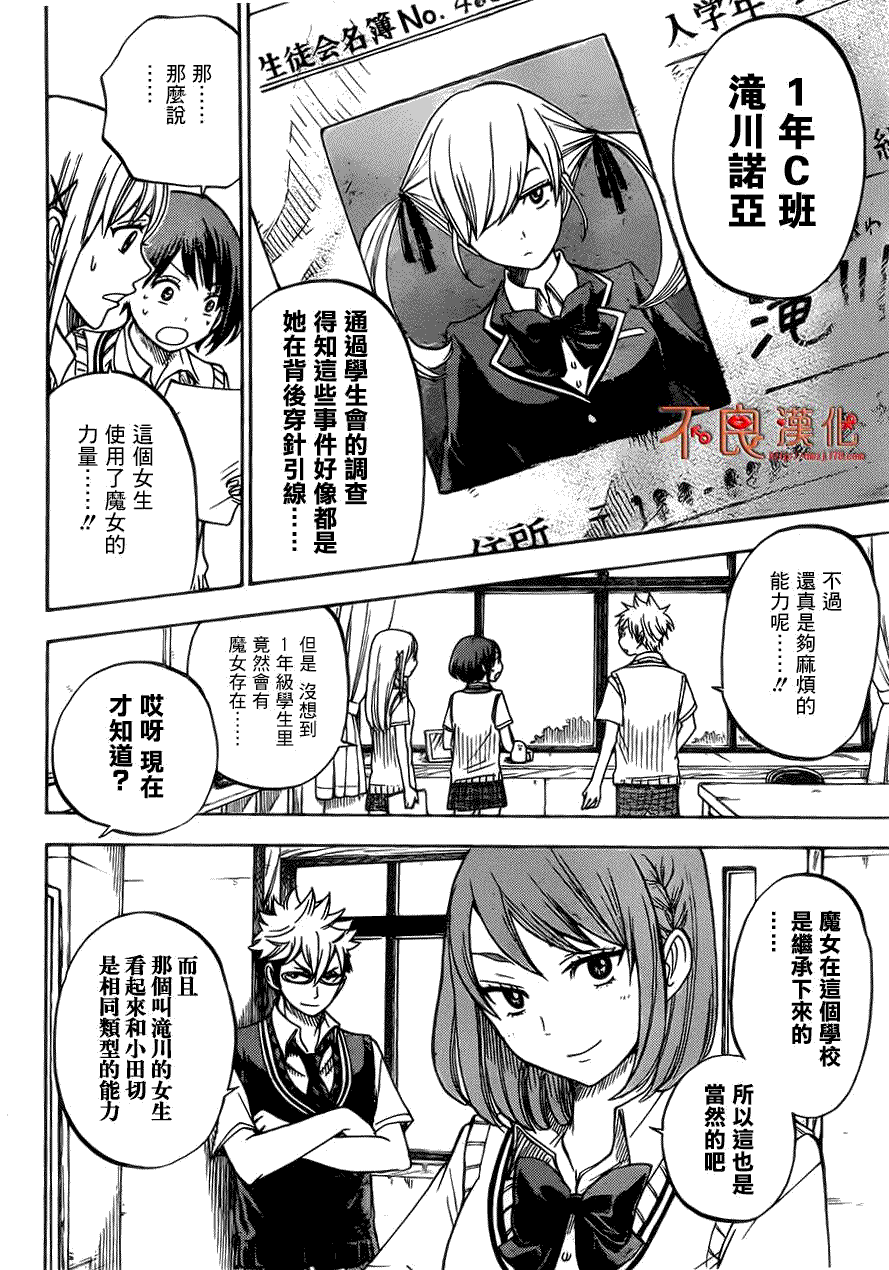 生徒会名簿 No. 4
入学年
1年C班
滝川諾亞
滝川
住所
通過學生會的調查
得知這些事件好像都是
她在背後穿針引線……
那……
那麼說
……
這個女生
使用了魔女的
力量……!!
不良漢化
不過
還真是夠麻煩的
能力呢……!!
但是 沒想到
1年級學生里
竟然會有
魔女存在……
哎呀 現在
才知道?
魔女在這個學校
是繼承下來的
……
所以這也是
當然的吧
而且
那個叫滝川的女生
看起來和小田切
是相同類型的能力